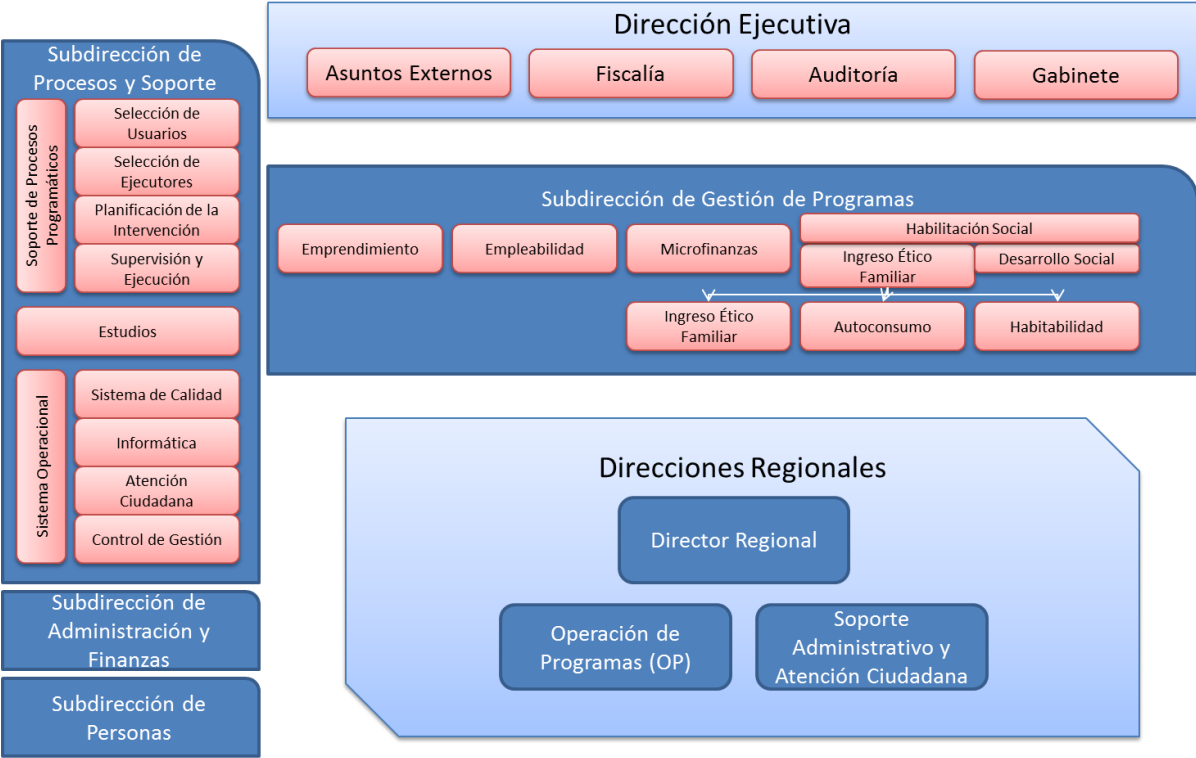 Dirección Ejecutiva
Asuntos Externos
Fiscalía
Auditoría
Gabinete
Subdirección de
Procesos y Soporte
Soporte de Procesos
Programáticos
Selección de
Usuarios
Selección de
Ejecutores
Planificación de la
Intervención
Supervisión y
Ejecución
Estudios
Sistema Operacional
Sistema de Calidad
Informática
Atención
Ciudadana
Control de Gestión
Subdirección de
Administración y
Finanzas
Subdirección de
Personas
Subdirección de Gestión de Programas
Emprendimiento
Empleabilidad
Microfinanzas
Habilitación Social
Ingreso Ético
Familiar
Desarrollo Social
Ingreso Ético
Familiar
Autoconsumo
Habitabilidad
Direcciones Regionales
Director Regional
Operación de
Programas (OP)
Soporte
Administrativo y
Atención Ciudadana